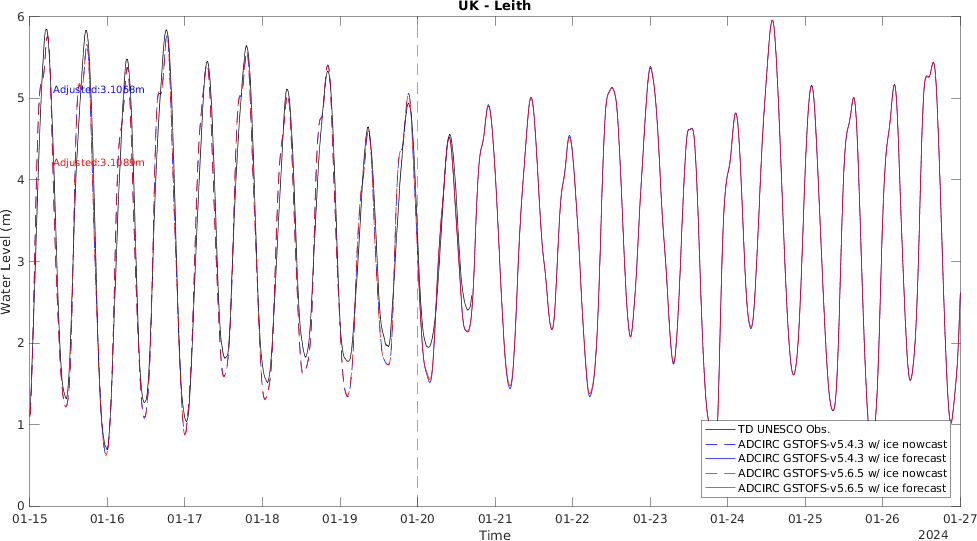 UK - Leith
6
5
4
3
2
1
0
Adjusted:3.1058m
Adjusted:3.1089m
Water Level (m)
TD UNESCO Obs.
ADCIRC GSTOFS-v5.4.3 w/ ice nowcast
ADCIRC GSTOFS-v5.4.3 w/ ice forecast
ADCIRC GSTOFS-v5.6.5 w/ ice nowcast
ADCIRC GSTOFS-v5.6.5 w/ ice forecast
01-15 01-16 01-17 01-18 01-19 01-20 01-21 01-22 01-23 01-24 01-25 01-26 01-27
Time
2024